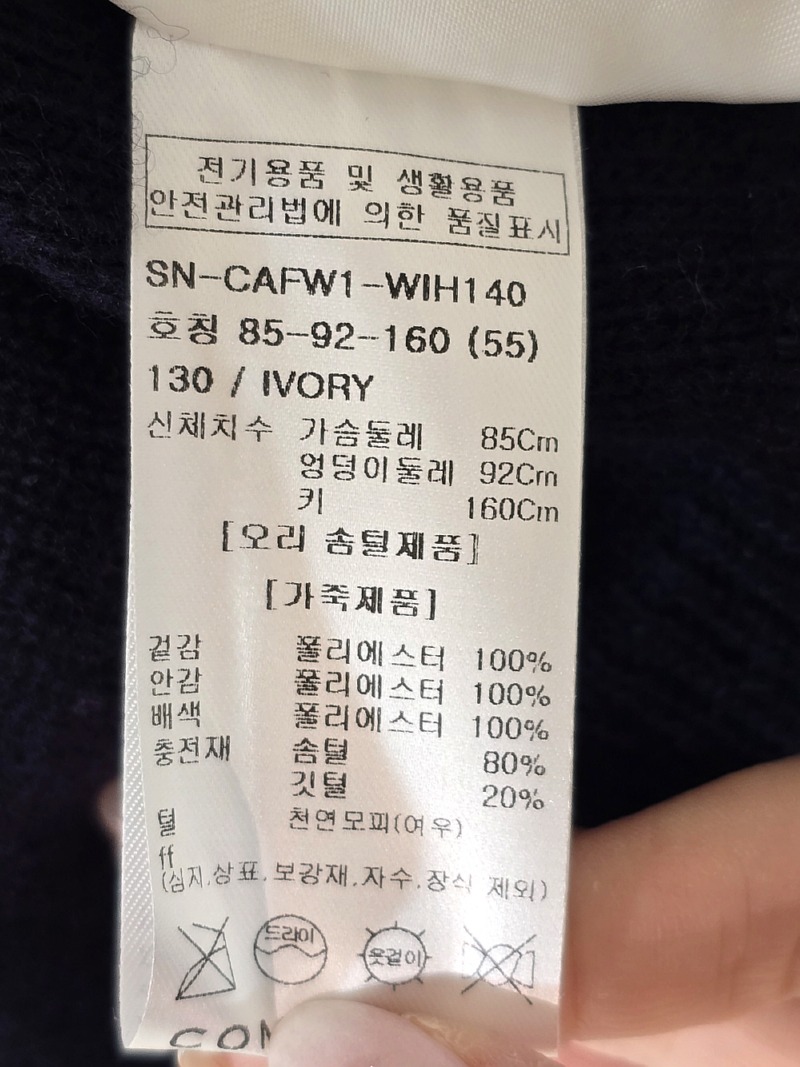 전기용품 및 생활용품
안전관리법에 의한 품질표시
SN-CAFW1-WIH140
호칭 85-92-160 (55)
130 / IVORY
신체치수 가슴둘레 85Cm
엉덩이둘레 92Cm
키 160Cm
[오리 솜털제품]
[가죽제품]
겉감 폴리에스터 100%
안감 폴리에스터 100%
배색 폴리에스터 100%
충전재 솜털 80%
깃털 20%
털 천연모피(여우)
ff
(심지,상표,보강재,자수,장식 제외)
드라이 옷걸이